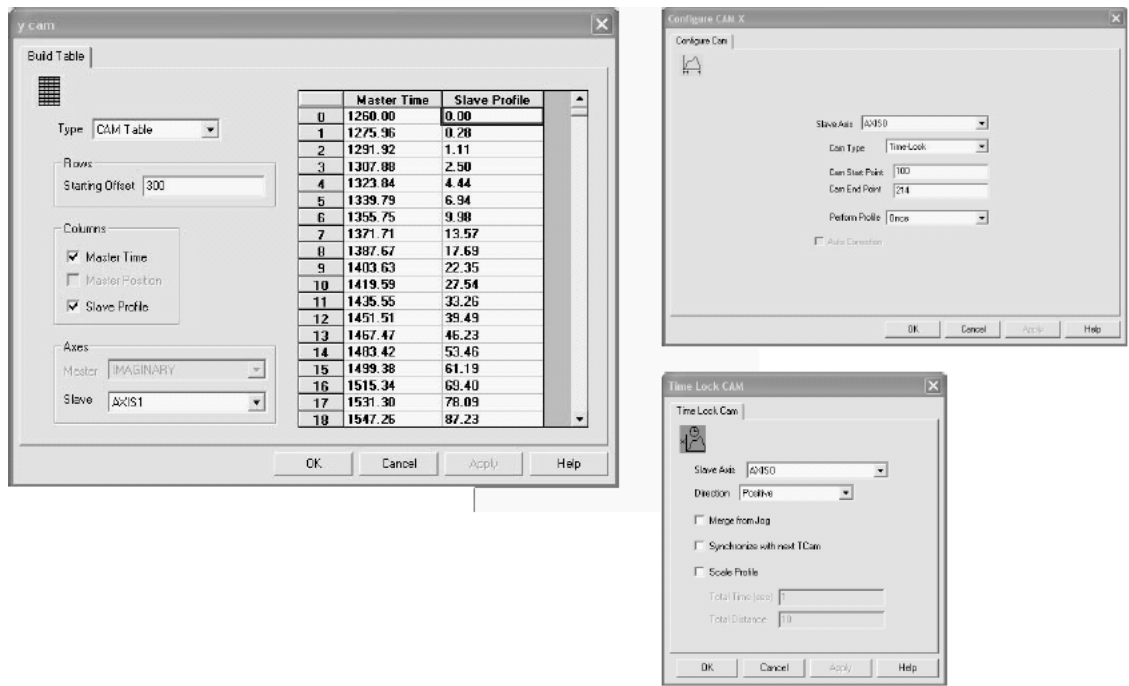 y cam
Build Table
Type CAM Table
Rows
Starting Offset 300
Columns
Master Time
Master Position
Slave Profile
Axes
Master IMAGINARY
Slave AXIS1
Master Time Slave Profile
0 1260.00 0.00
1 1275.96 0.28
2 1291.92 1.11
3 1307.88 2.50
4 1323.84 4.44
5 1339.79 6.94
6 1355.75 9.98
7 1371.71 13.57
8 1387.67 17.69
9 1403.63 22.35
10 1419.59 27.54
11 1435.55 33.26
12 1451.51 39.49
13 1467.47 46.23
14 1483.42 53.46
15 1499.38 61.19
16 1515.34 69.40
17 1531.30 78.09
18 1547.26 87.23
OK Cancel Apply Help
Configure CAM X
Configure Cam
Slave Axis AXIS0
Cam Type Time-Lock
Cam Start Point 100
Cam End Point 214
Perform Profile Once
Auto Correction
OK Cancel Apply Help
Time Lock CAM
Time Lock Cam
Slave Axis AXIS0
Direction Positive
Merge from Jog
Synchronize with next TCam
Scale Profile
Total Time (sec) 1
Total Distance 10
OK Cancel Apply Help